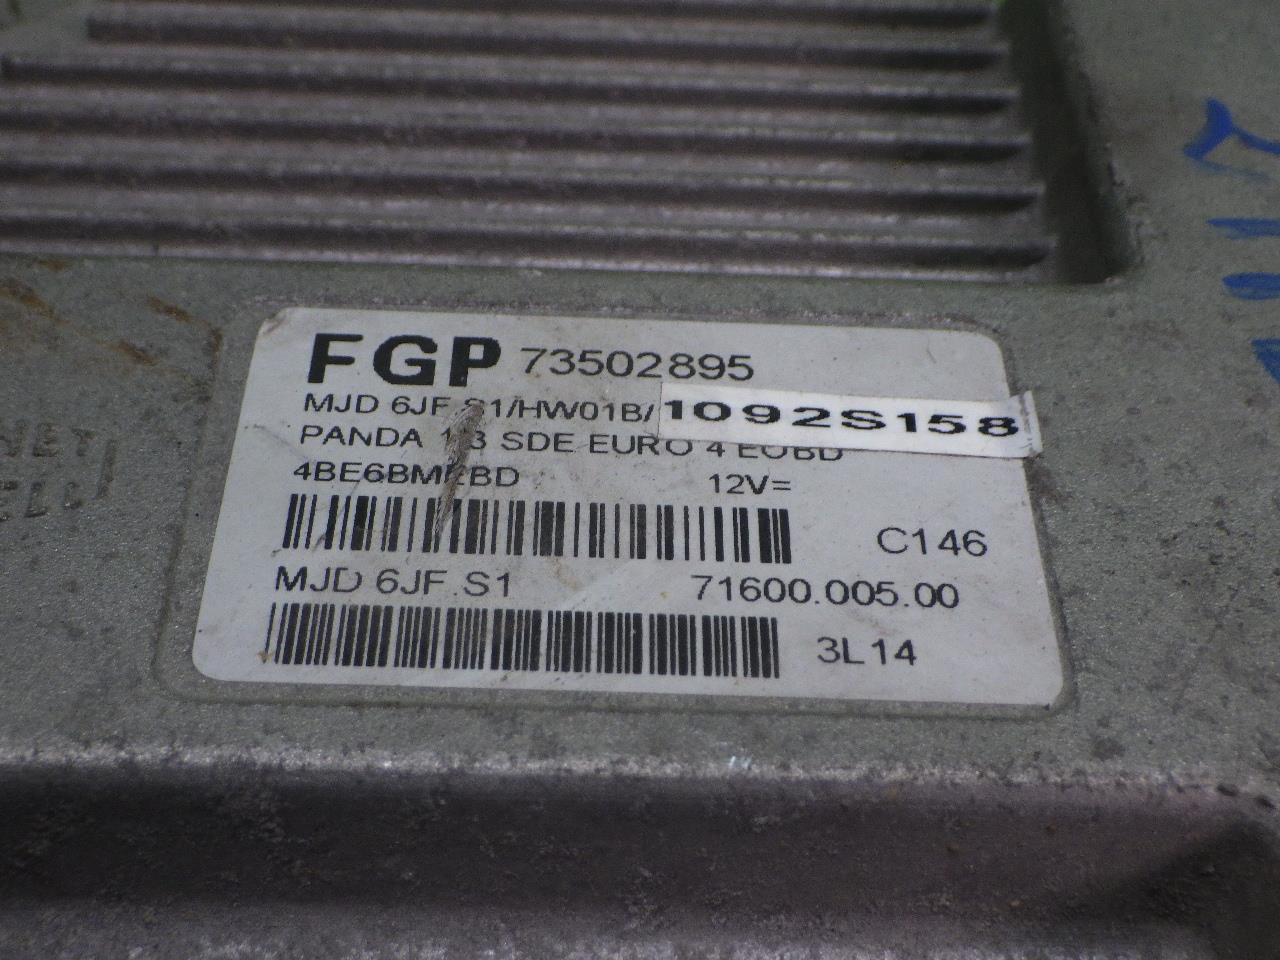 FGP 73502895
MJD 6JF.S1/HW01B/1092S158
PANDA 1.3 SDE EURO 4 EOBD
12V=
C146
MJD 6JF.S1 71600.005.00
3L14